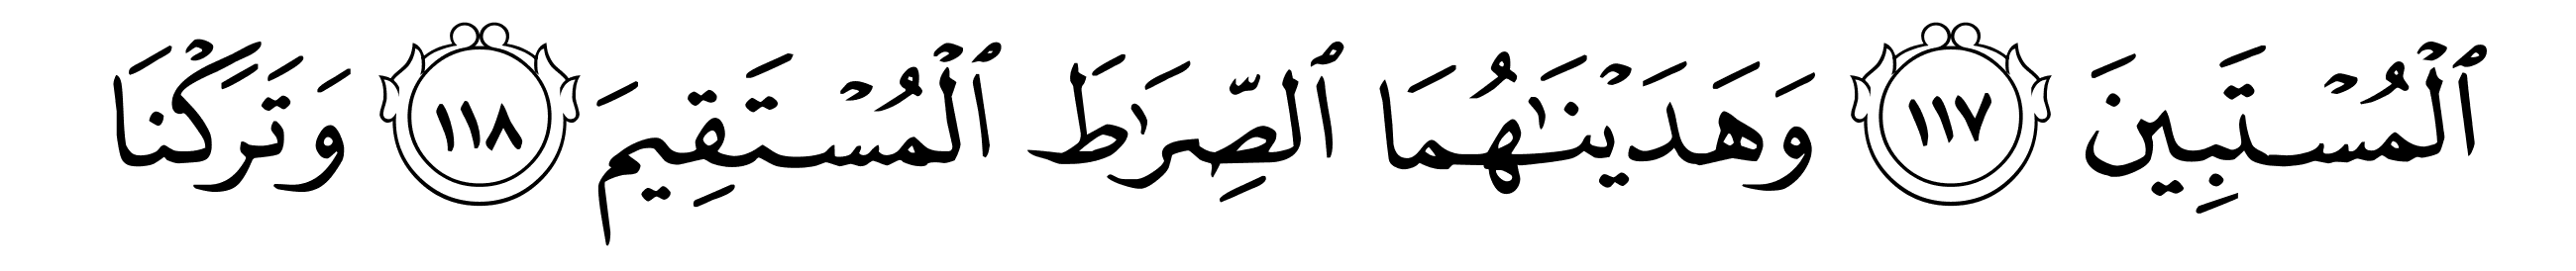 ٱلۡمُسۡتَبِينَ ١١٧ وَهَدَيۡنَٰهُمَا ٱلصِّرَٰطَ ٱلۡمُسۡتَقِيمَ ١١٨ وَتَرَكۡنَا